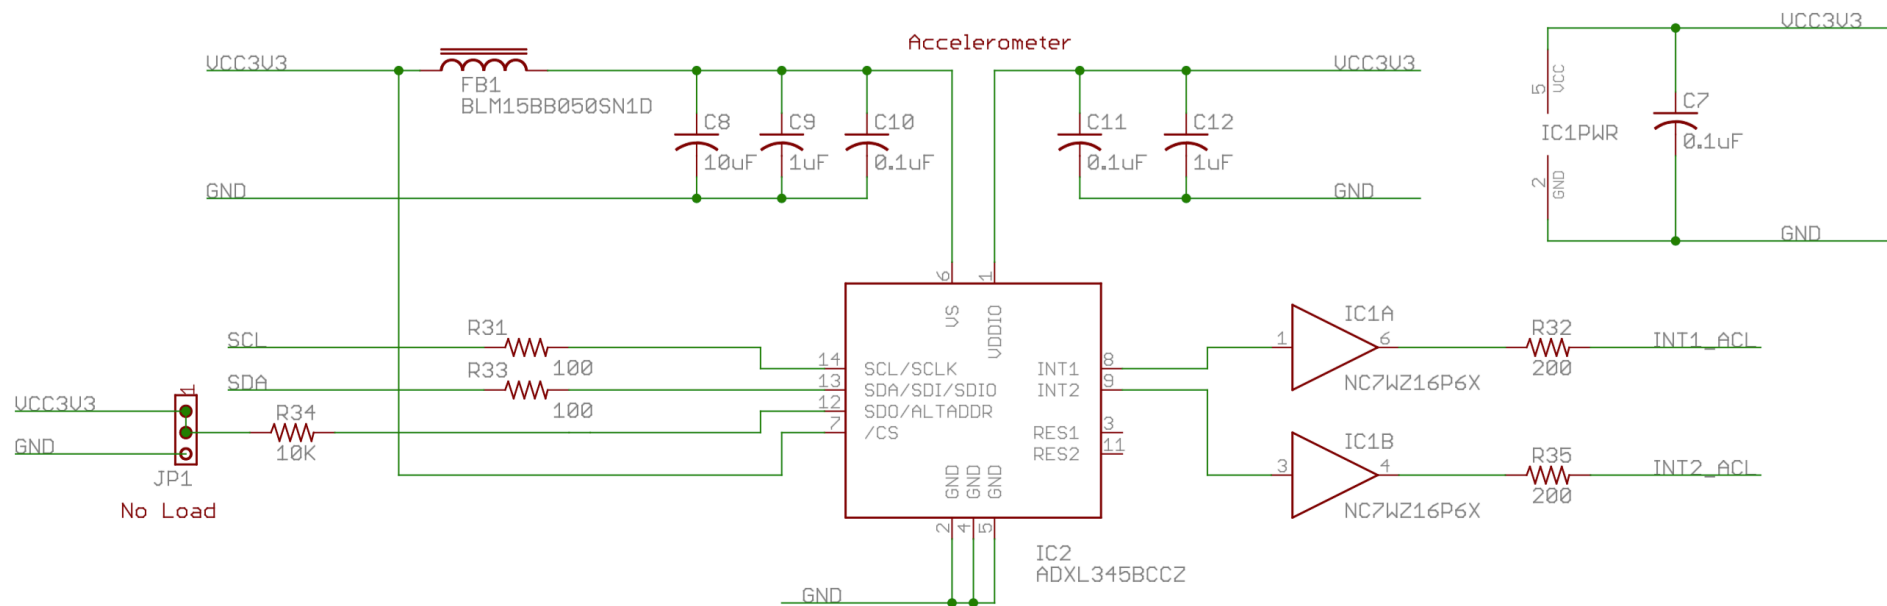 Accelerometer
VCC3V3
FB1
BLM15BB050SN1D
C8
10uF
C9
1uF
C10
0.1uF
GND
VCC3V3
C11
0.1uF
C12
1uF
GND
VCC3V3
5
VCC
IC1PWR
2
GND
C7
0.1uF
GND
6
1
VS
VDDIO
SCL
R31
100
SDA
R33
100
1
VCC3V3
GND
JP1
No Load
R34
10K
14
SCL/SCLK
13
SDA/SDI/SDIO
12
SDO/ALTADDR
7
/CS
INT1
8
INT2
9
RES1
3
RES2
11
GND
GND
GND
2
4
5
GND
IC2
ADXL345BCCZ
IC1A
1
6
NC7WZ16P6X
R32
200
INT1_ACL
IC1B
3
4
NC7WZ16P6X
R35
200
INT2_ACL